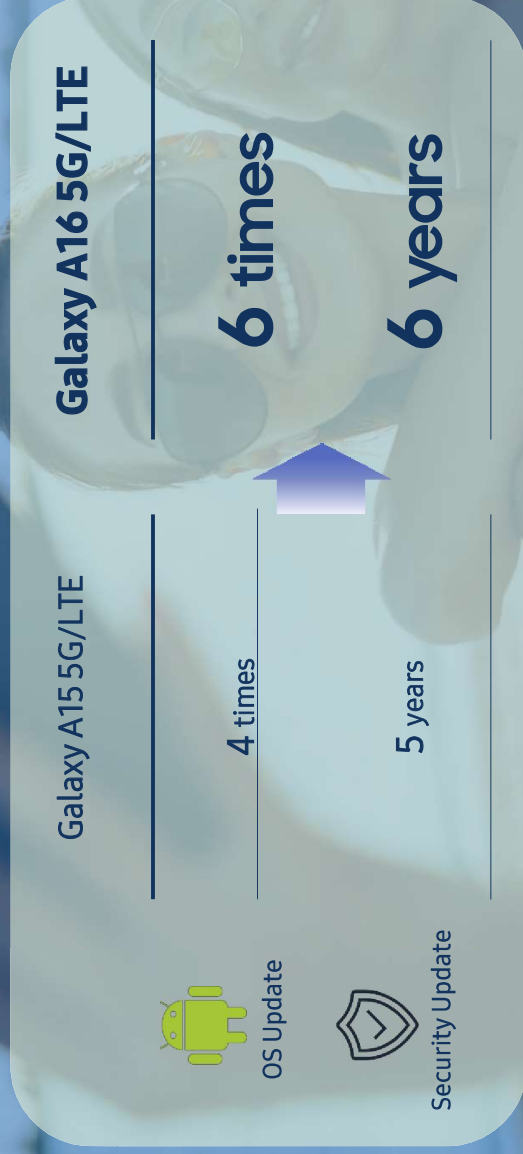 Galaxy A15 5G/LTE
Galaxy A16 5G/LTE
OS Update
4 times
6 times
Security Update
5 years
6 years